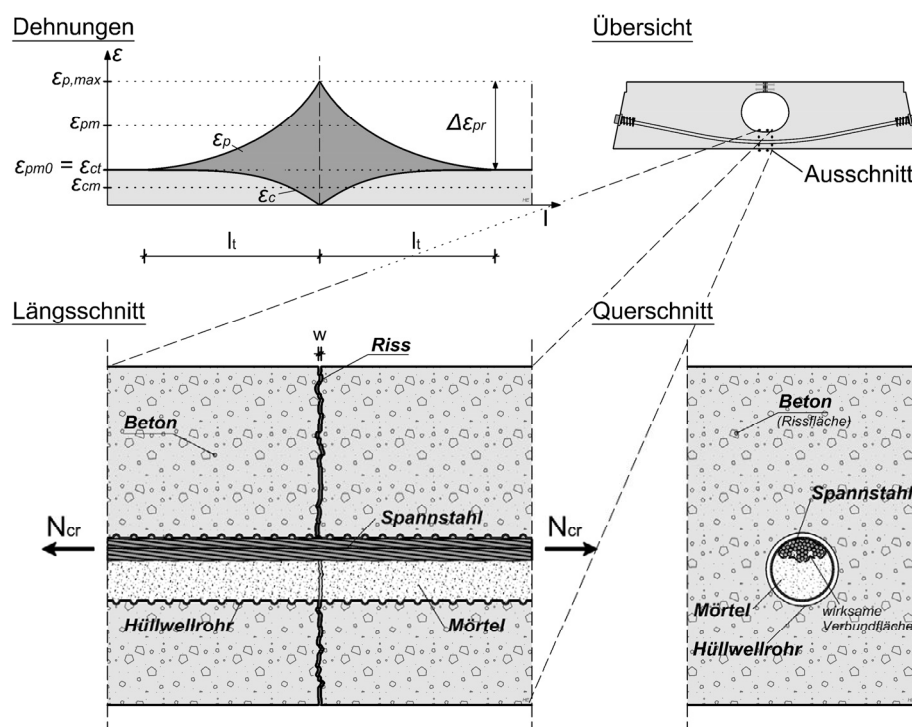 Dehnungen
Übersicht
ε
εp,max
εpm
εp
Δεpr
εpm0 = εct
εcm
εc
l
Ausschnitt
lt
lt
Längsschnitt
Querschnitt
w
Riss
Beton
Beton
(Rissfläche)
Spannstahl
Spannstahl
Ncr
Ncr
Mörtel
wirksame
Verbundfläche
Hüllwellrohr
Mörtel
Hüllwellrohr